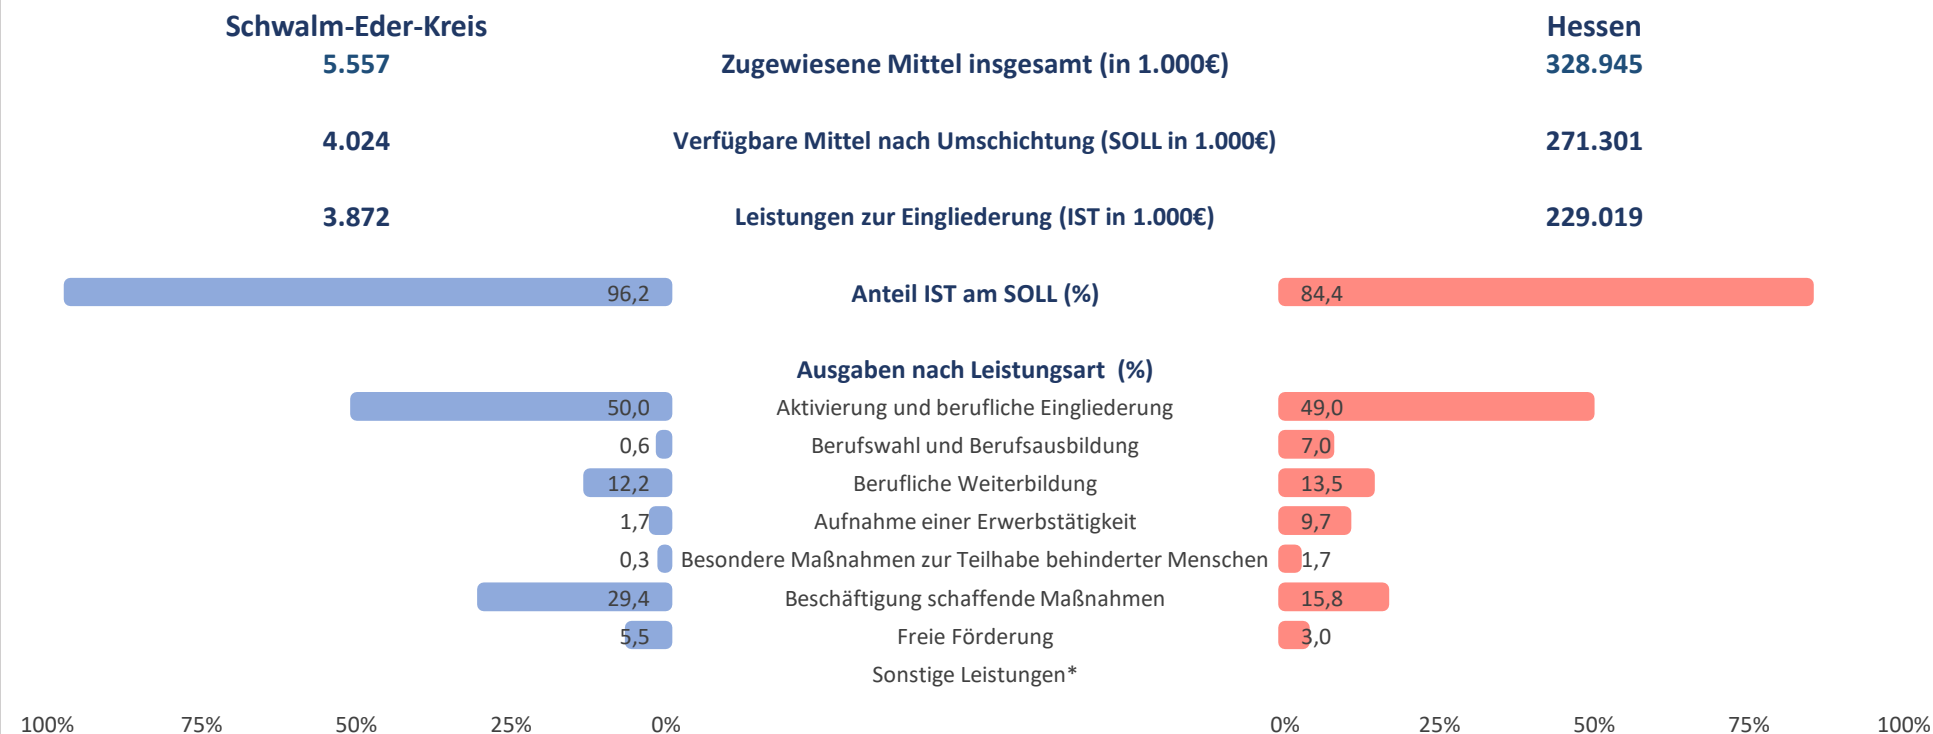 Schwalm-Eder-Kreis Hessen
5.557 Zugewiesene Mittel insgesamt (in 1.000€) 328.945
4.024 Verfügbare Mittel nach Umschichtung (SOLL in 1.000€) 271.301
3.872 Leistungen zur Eingliederung (IST in 1.000€) 229.019
96,2 Anteil IST am SOLL (%) 84,4
Ausgaben nach Leistungsart (%)
50,0 Aktivierung und berufliche Eingliederung 49,0
0,6 Berufswahl und Berufsausbildung 7,0
12,2 Berufliche Weiterbildung 13,5
1,7 Aufnahme einer Erwerbstätigkeit 9,7
0,3 Besondere Maßnahmen zur Teilhabe behinderter Menschen 1,7
29,4 Beschäftigung schaffende Maßnahmen 15,8
5,5 Freie Förderung 3,0
Sonstige Leistungen*
100% 75% 50% 25% 0% 0% 25% 50% 75% 100%